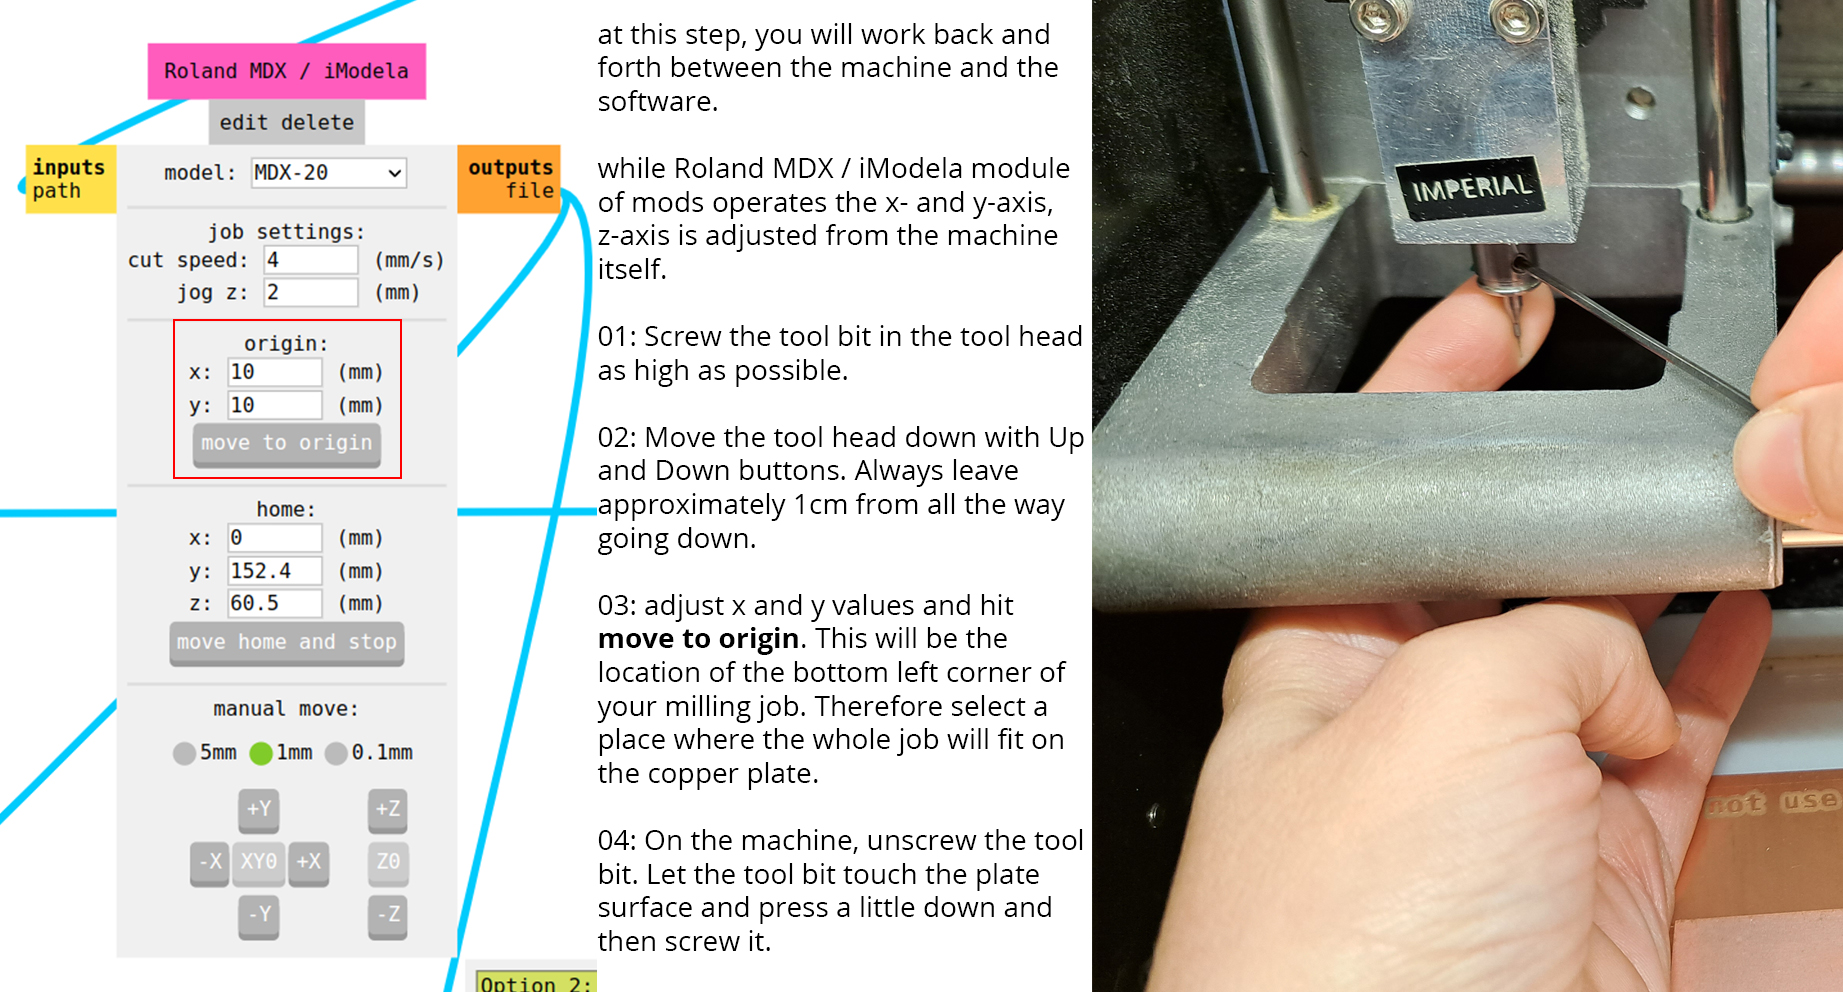 Roland MDX / iModela
edit delete
inputs
path
outputs
file
model: MDX-20
job settings:
cut speed: 4 (mm/s)
jog z: 2 (mm)
origin:
x: 10 (mm)
y: 10 (mm)
move to origin
home:
x: 0 (mm)
y: 152.4 (mm)
z: 60.5 (mm)
move home and stop
manual move:
5mm 1mm 0.1mm
+Y +Z
-X XY0 +X Z0
-Y -Z
Option 2:
at this step, you will work back and
forth between the machine and the
software.
while Roland MDX / iModela module
of mods operates the x- and y-axis,
z-axis is adjusted from the machine
itself.
01: Screw the tool bit in the tool head
as high as possible.
02: Move the tool head down with Up
and Down buttons. Always leave
approximately 1cm from all the way
going down.
03: adjust x and y values and hit
move to origin. This will be the
location of the bottom left corner of
your milling job. Therefore select a
place where the whole job will fit on
the copper plate.
04: On the machine, unscrew the tool
bit. Let the tool bit touch the plate
surface and press a little down and
then screw it.
IMPERIAL
not use